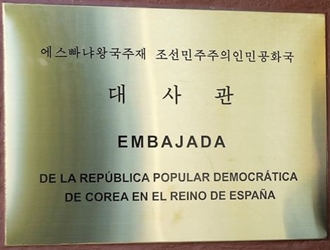 에스빠냐왕국주재 조선민주주의인민공화국
대 사 관
EMBAJADA
DE LA REPÚBLICA POPULAR DEMOCRÁTICA
DE COREA EN EL REINO DE ESPAÑA